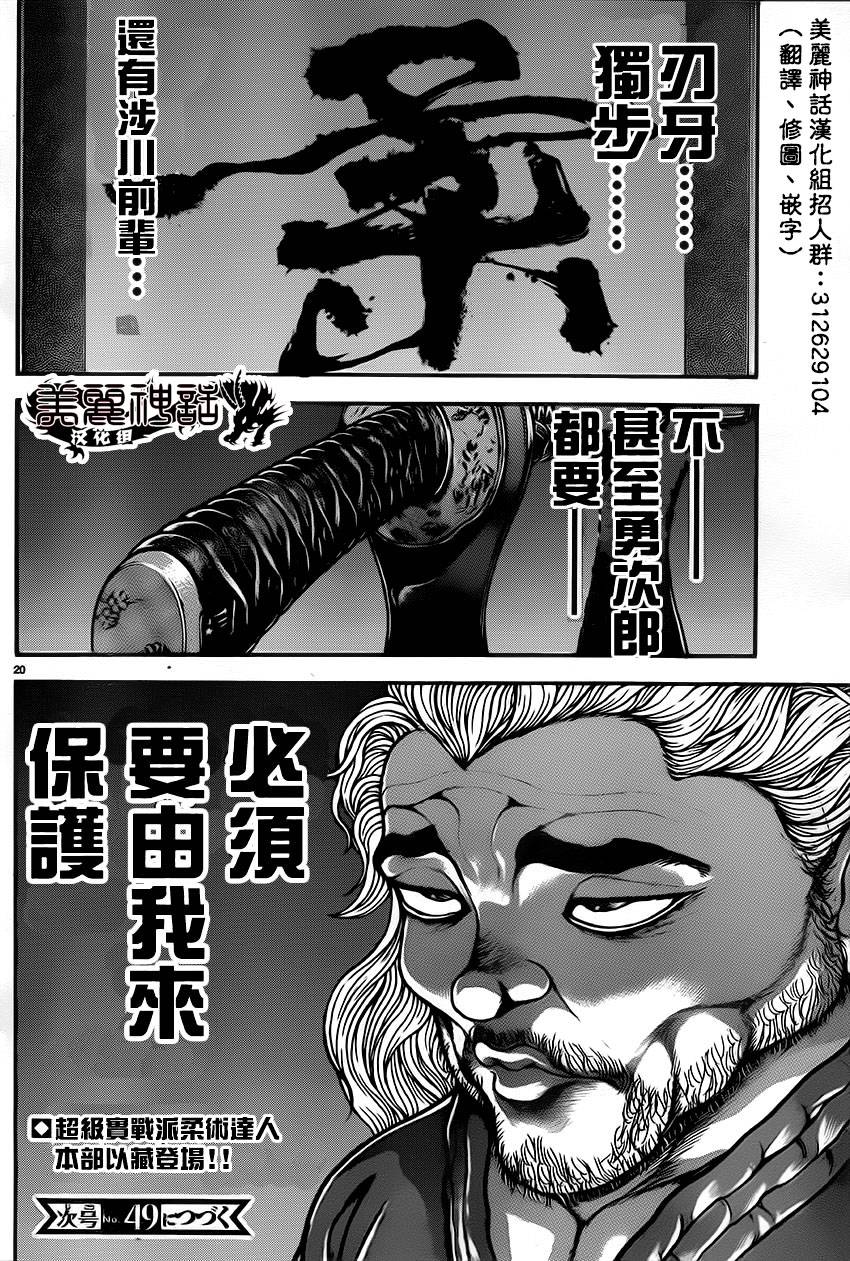 刃牙……
獨步……
還有涉川前輩…
柔
美麗神話漢化組招人群：312629104
（翻譯、修圖、嵌字）
美麗神話
汉化组
不——
甚至勇次郎
都要——
20
必須
要由我來
保護
超級實戰派柔術達人
本部以藏登場！！
次号No.49につづく